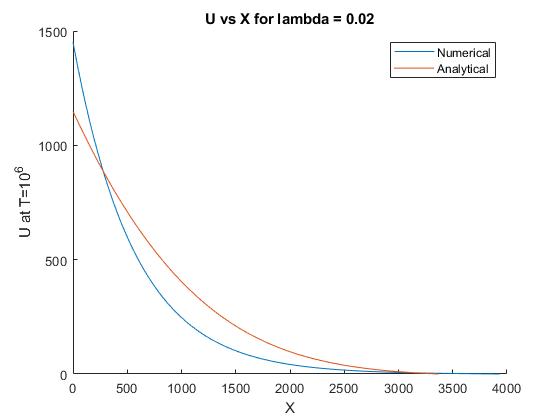 U vs X for lambda = 0.02
Numerical
Analytical
1500
1000
500
0
U at T=10^6
0 500 1000 1500 2000 2500 3000 3500 4000
X